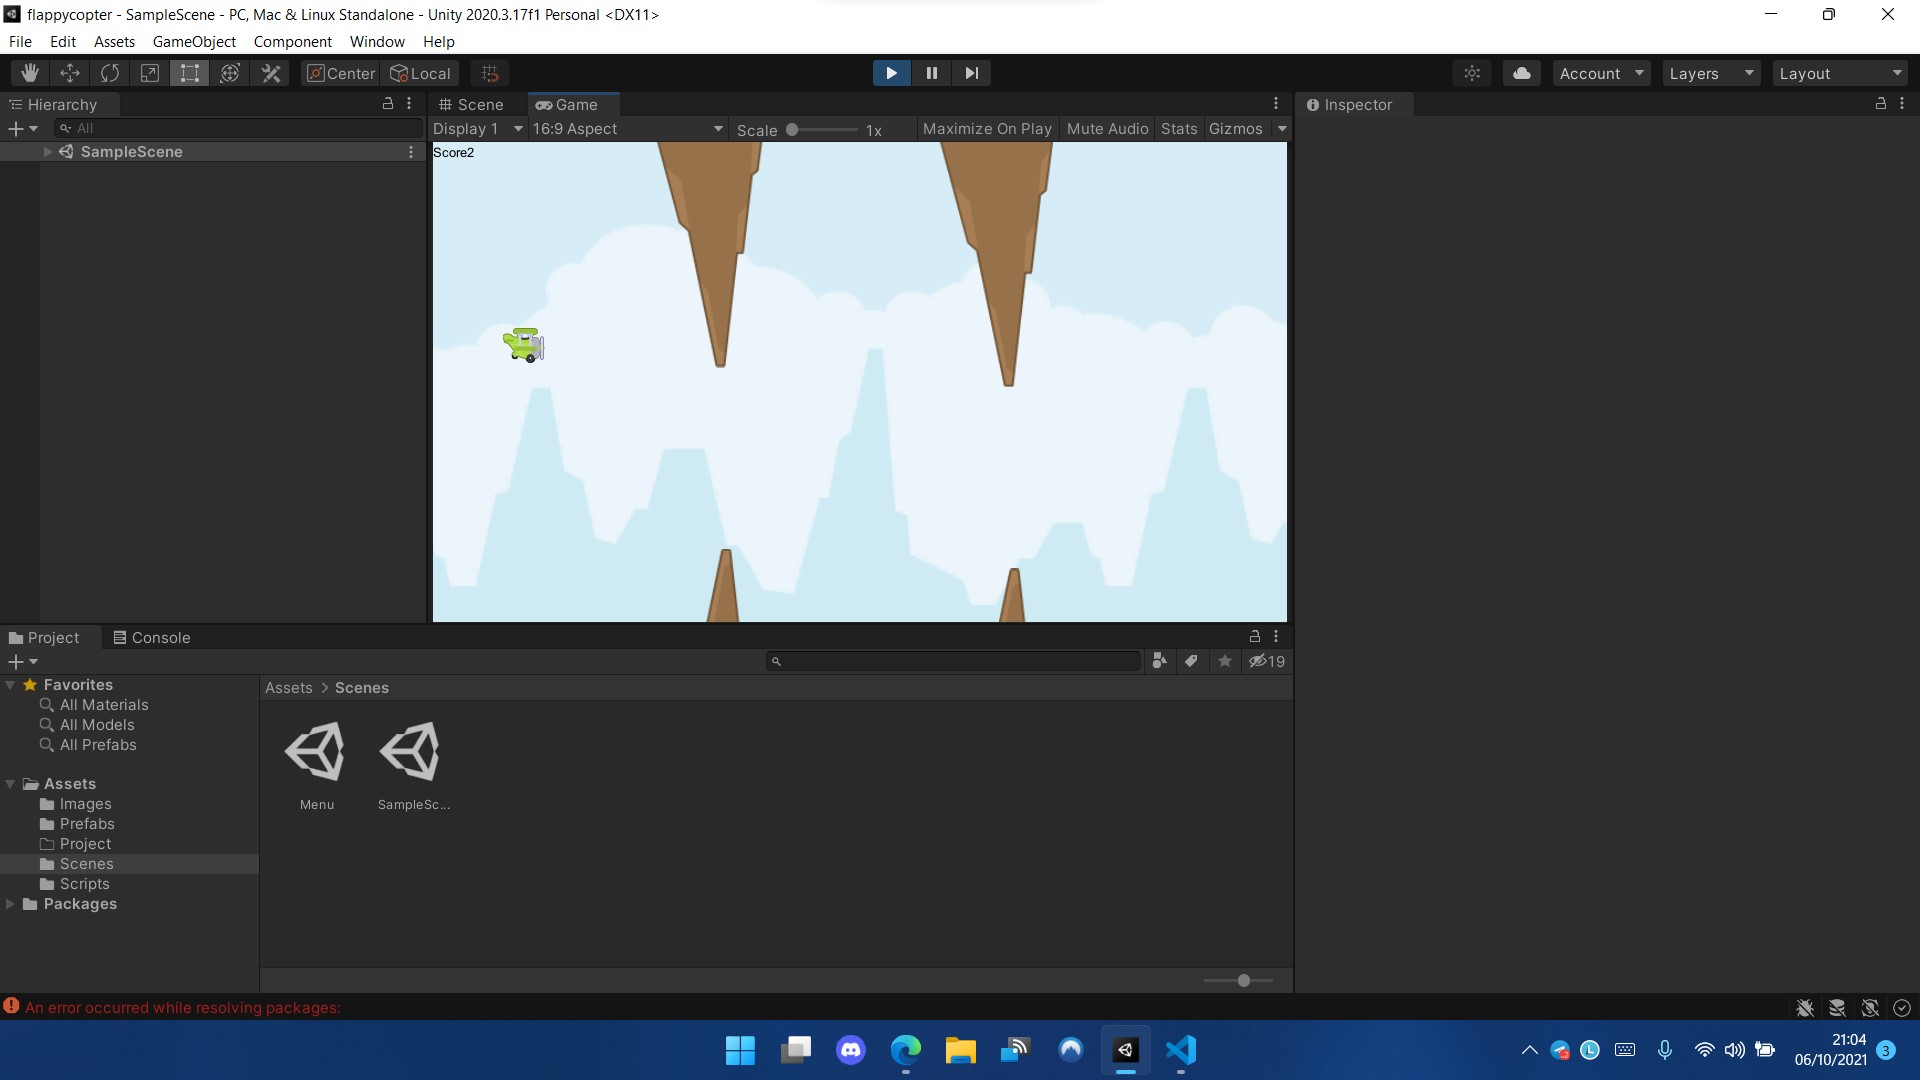 flappycopter - SampleScene - PC, Mac & Linux Standalone - Unity 2020.3.17f1 Personal <DX11>
File Edit Assets GameObject Component Window Help
Center Local Account Layers Layout
Hierarchy
All
SampleScene
Scene Game
Display 1 16:9 Aspect Scale 1x Maximize On Play Mute Audio Stats Gizmos
Score2
Inspector
Project Console
19
Favorites
All Materials
All Models
All Prefabs
Assets
Images
Prefabs
Project
Scenes
Scripts
Packages
Assets > Scenes
Menu SampleSc...
An error occurred while resolving packages:
21:04
06/10/2021
3